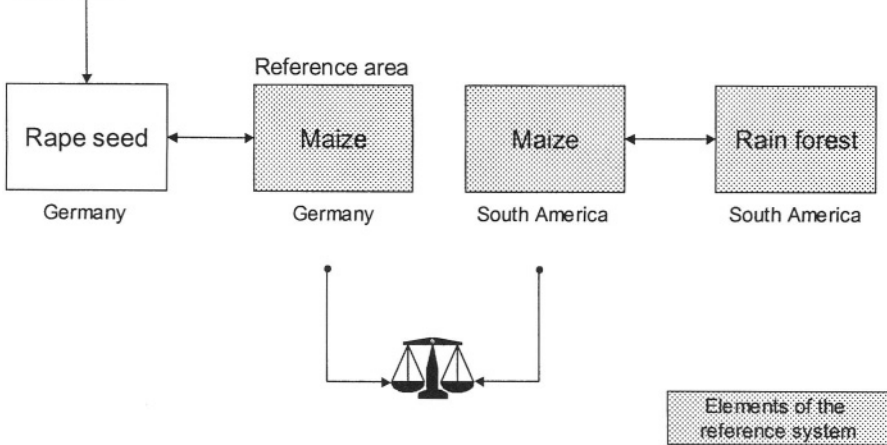 Reference area
Rape seed
Maize
Maize
Rain forest
Germany
Germany
South America
South America
Elements of the
reference system